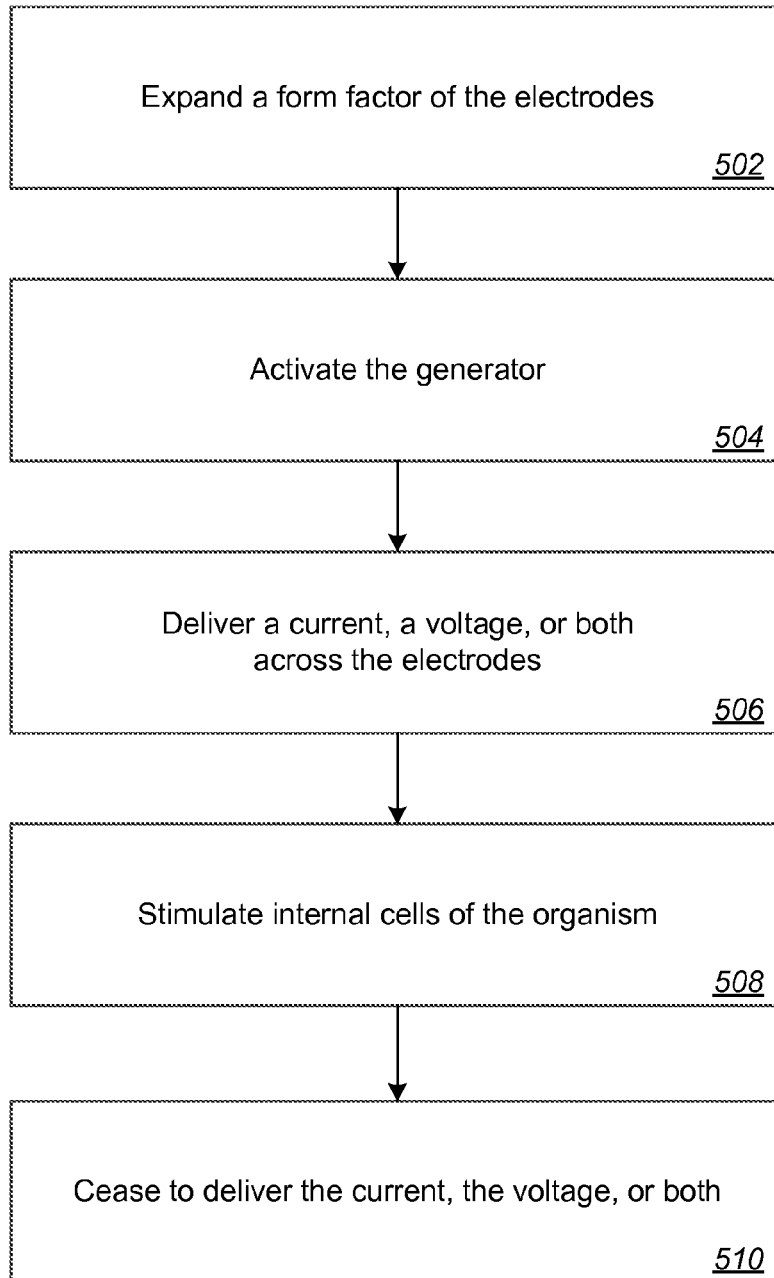 Expand a form factor of the electrodes
502
Activate the generator
504
Deliver a current, a voltage, or both
across the electrodes
506
Stimulate internal cells of the organism
508
Cease to deliver the current, the voltage, or both
510